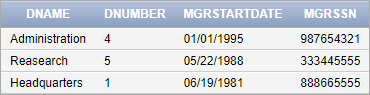 DNAME DNUMBER MGRSTARTDATE MGRSSN
Administration 4 01/01/1995 987654321
Reasearch 5 05/22/1988 333445555
Headquarters 1 06/19/1981 888665555